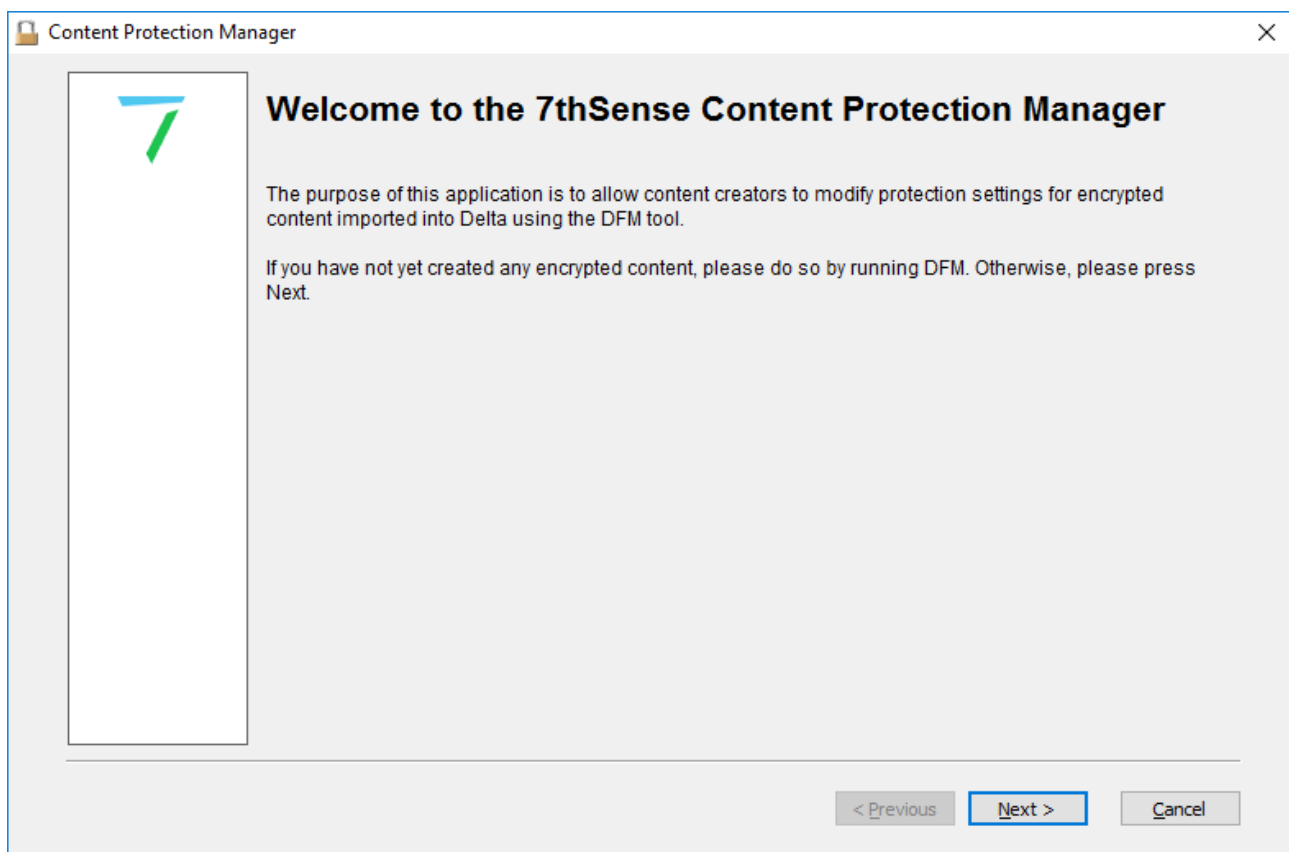 Content Protection Manager
Welcome to the 7thSense Content Protection Manager
The purpose of this application is to allow content creators to modify protection settings for encrypted
content imported into Delta using the DFM tool.
If you have not yet created any encrypted content, please do so by running DFM. Otherwise, please press
Next.
< Previous
Next >
Cancel